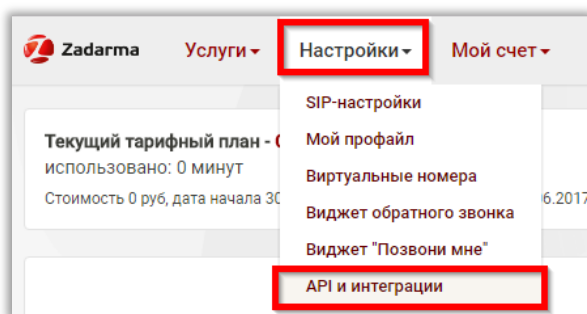 Zadarma Услуги Настройки Мой счет
SIP-настройки
Текущий тарифный план - Мой профайл
использовано: 0 минут Виртуальные номера
Стоимость 0 руб, дата начала 30 6.2017
Виджет обратного звонка
Виджет "Позвони мне"
API и интеграции